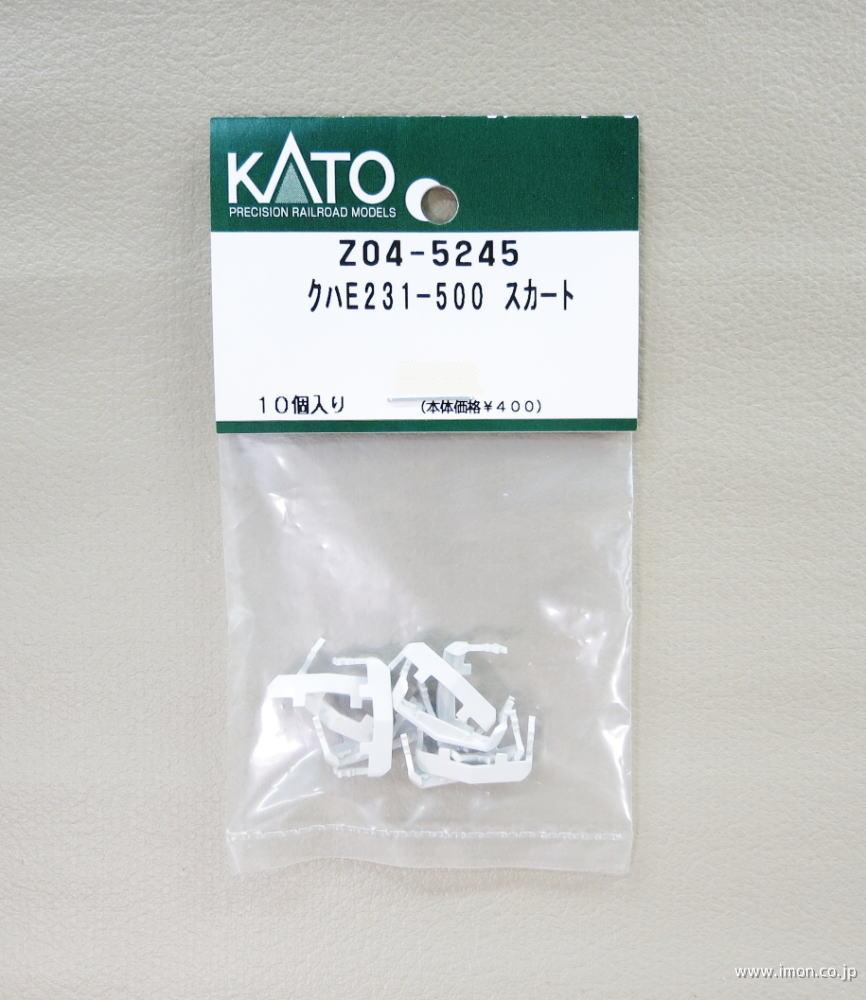 KATO
PRECISION RAILROAD MODELS
Z04-5245
クハE231-500 スカート
10個入り
(本体価格¥400)
www.imon.co.jp